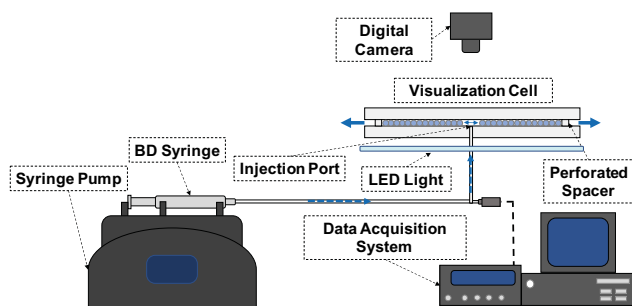 Digital
Camera
Visualization Cell
BD Syringe
Injection Port
Syringe Pump
LED Light
Perforated
Spacer
Data Acquisition
System